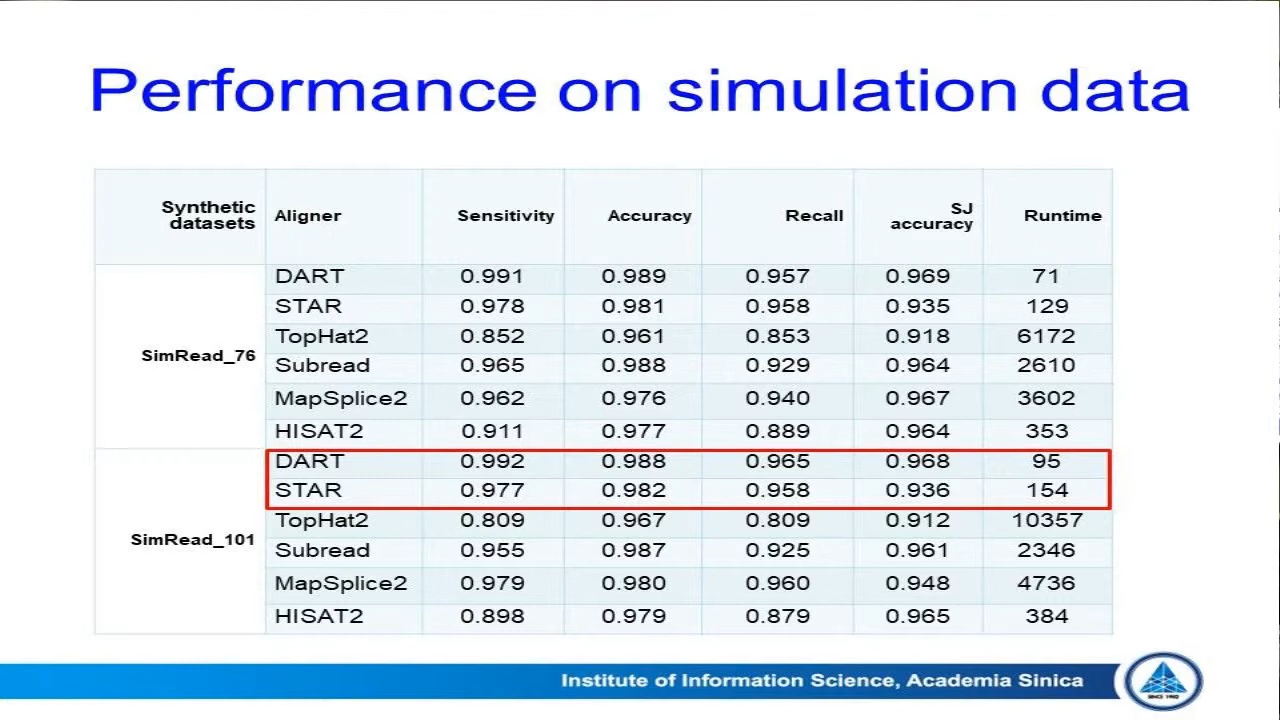 Performance on simulation data
Synthetic datasets Aligner Sensitivity Accuracy Recall SJ accuracy Runtime
SimRead_76
DART 0.991 0.989 0.957 0.969 71
STAR 0.978 0.981 0.958 0.935 129
TopHat2 0.852 0.961 0.853 0.918 6172
Subread 0.965 0.988 0.929 0.964 2610
MapSplice2 0.962 0.976 0.940 0.967 3602
HISAT2 0.911 0.977 0.889 0.964 353
SimRead_101
DART 0.992 0.988 0.965 0.968 95
STAR 0.977 0.982 0.958 0.936 154
TopHat2 0.809 0.967 0.809 0.912 10357
Subread 0.955 0.987 0.925 0.961 2346
MapSplice2 0.979 0.980 0.960 0.948 4736
HISAT2 0.898 0.979 0.879 0.965 384
Institute of Information Science, Academia Sinica
SINCE 1982